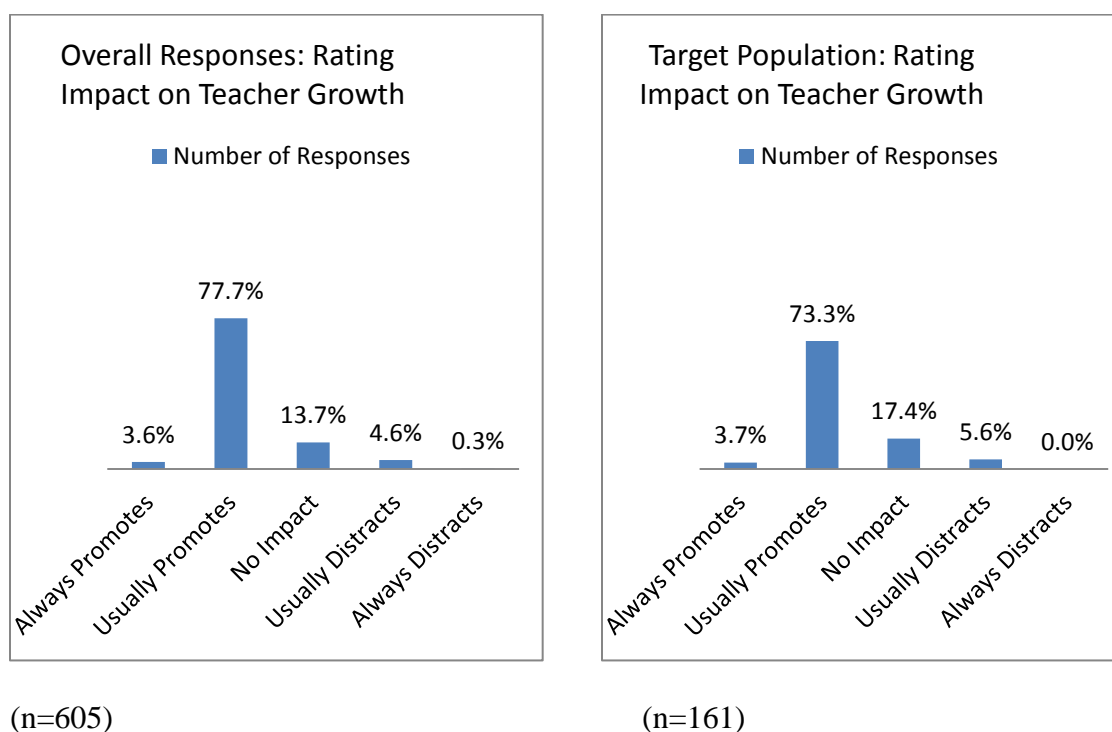 Overall Responses: Rating
Impact on Teacher Growth
Number of Responses
77.7%
13.7%
3.6%
4.6%
0.3%
Always Promotes
Usually Promotes
No Impact
Usually Distracts
Always Distracts
(n=605)
Target Population: Rating
Impact on Teacher Growth
Number of Responses
73.3%
17.4%
3.7%
5.6%
0.0%
Always Promotes
Usually Promotes
No Impact
Usually Distracts
Always Distracts
(n=161)